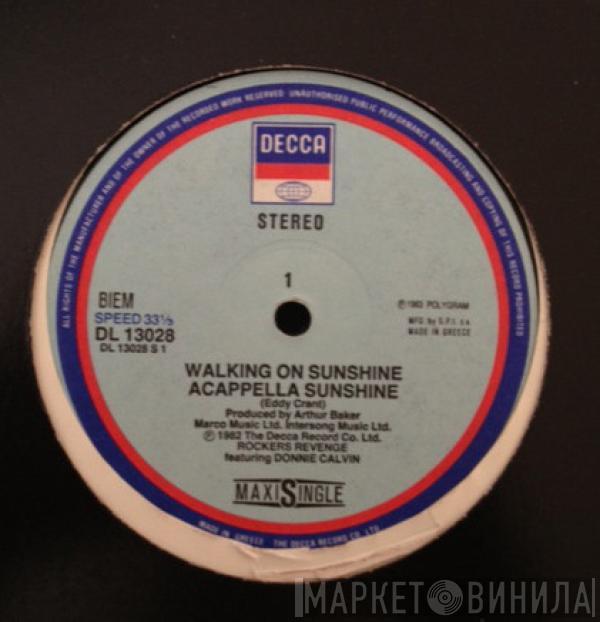 ALL RIGHTS OF THE MANUFACTURER AND OF THE OWNER OF THE RECORDED WORK RESERVED UNAUTHORISED PUBLIC PERFORMANCE BROADCASTING AND COPYING OF THIS RECORD PROHIBITED
DECCA
STEREO
1
BIEM
SPEED 33⅓
DL 13028
DL 13028 S 1
℗1983 POLYGRAM
MFG. by G.P.I. s.a.
MADE IN GREECE
WALKING ON SUNSHINE
ACAPPELLA SUNSHINE
(Eddy Grant)
Produced by Arthur Baker
Marco Music Ltd. Intersong Music Ltd.
℗ 1982 The Decca Record Co. Ltd.
ROCKERS REVENGE
featuring DONNIE CALVIN
MAXI SINGLE
MADE IN GREECE THE DECCA RECORD CO. LTD.
МАРКЕТ ВИНИЛА